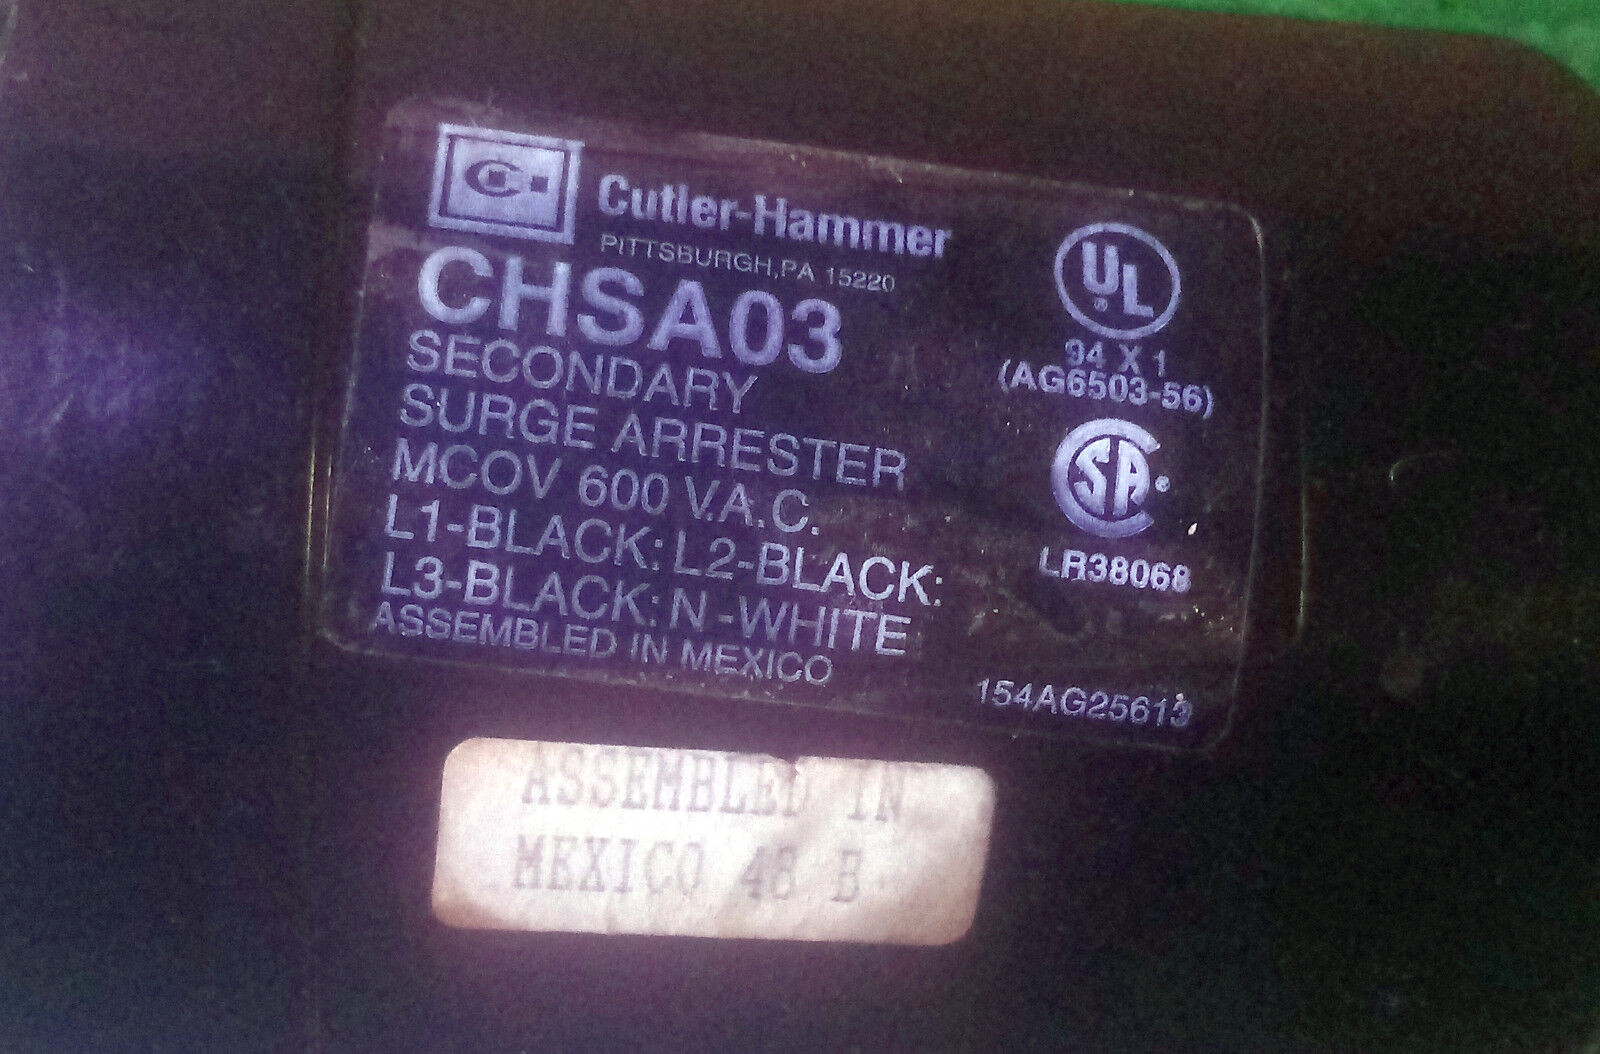 Cutler-Hammer
PITTSBURGH, PA 15220
CHSA03
SECONDARY
SURGE ARRESTER
MCOV 600 V.A.C.
L1-BLACK: L2-BLACK:
L3-BLACK: N-WHITE
ASSEMBLED IN MEXICO
UL
94 X 1
(AG6503-56)
SA
LR38068
154AG25613
ASSEMBLED IN
MEXICO 48 B